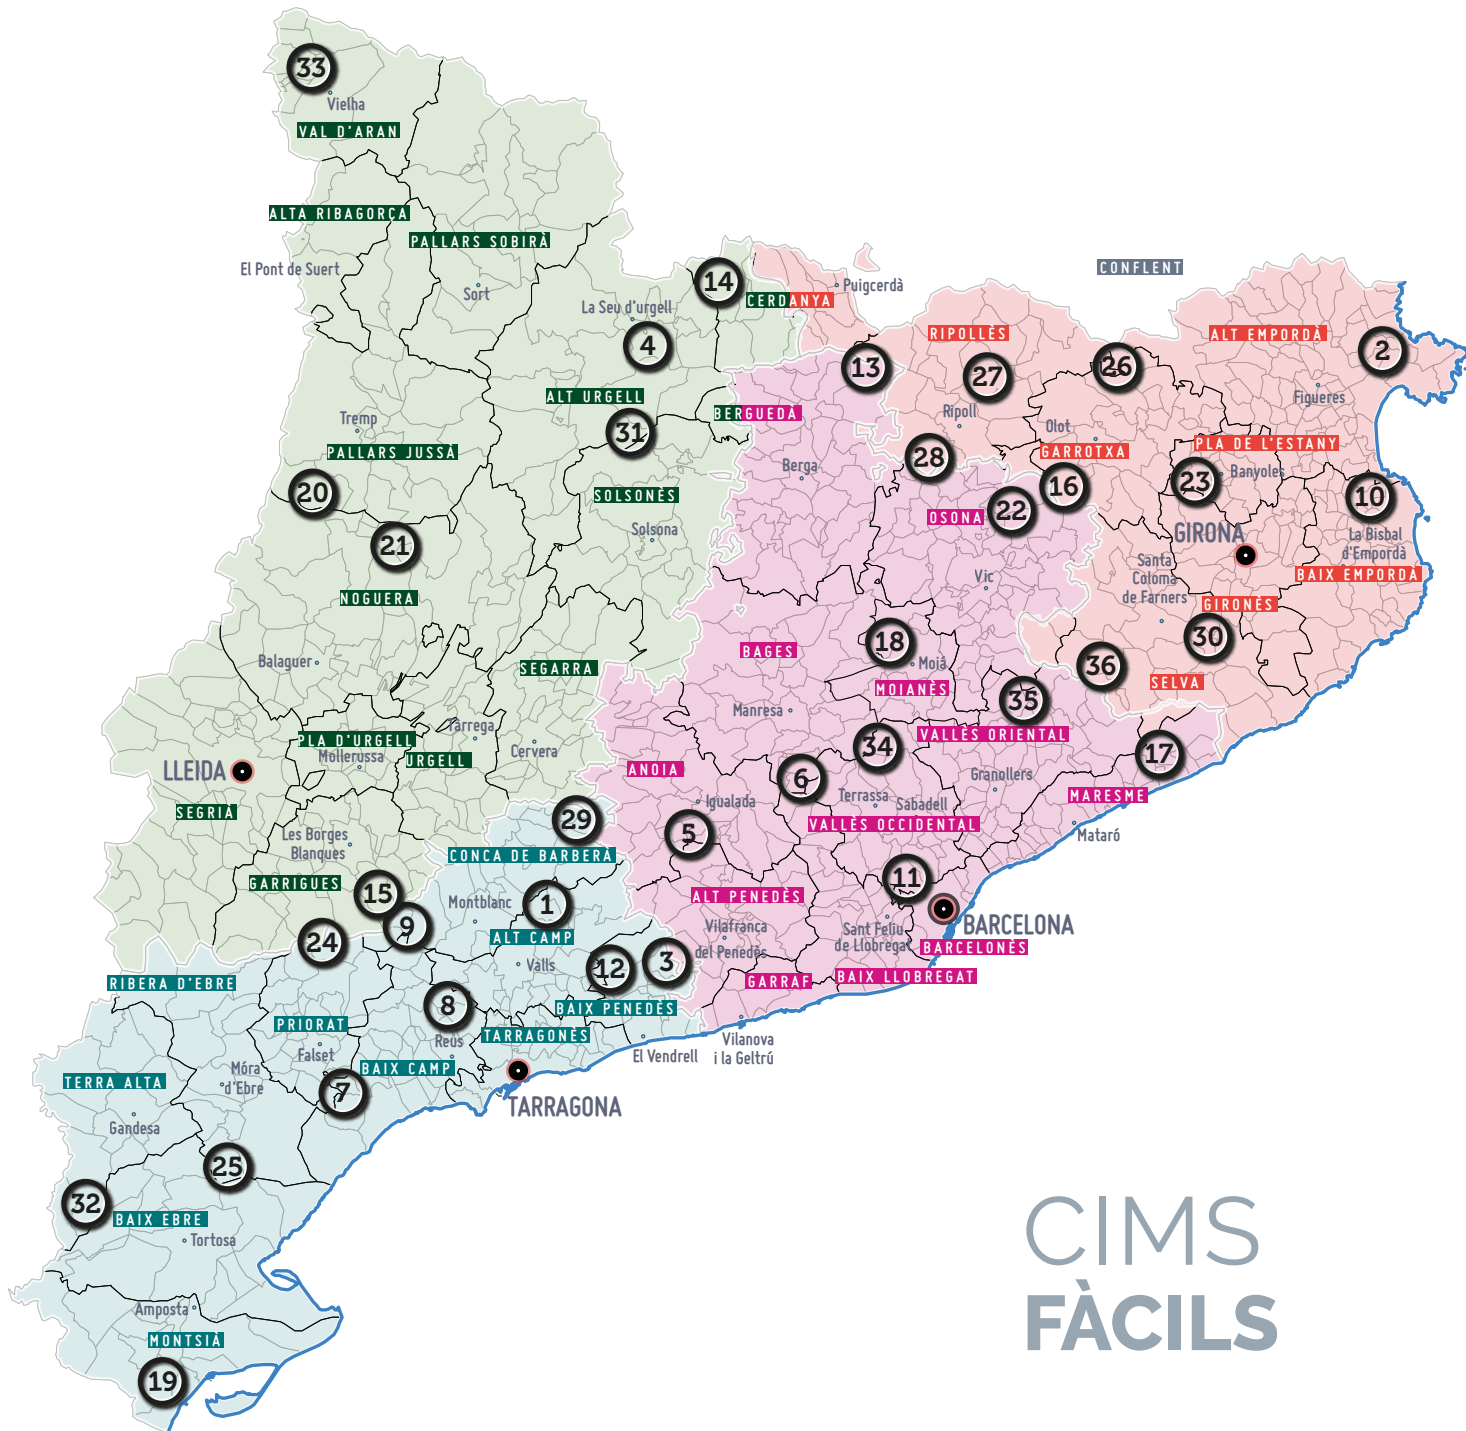 33
Vielha
VAL D'ARAN
ALTA RIBAGORÇA
PALLARS SOBIRÀ
El Pont de Suert
Sort
La Seu d'urgell
14
CERDANYA
Puigcerdà
CONFLENT
4
13
RIPOLLÈS
27
26
ALT EMPORDÀ
2
Figueres
ALT URGELL
BERGUEDÀ
31
Tremp
PALLARS JUSSÀ
Ripoll
Olot
GARROTXA
PLA DE L'ESTANY
28
Berga
20
SOLSONÈS
16
23
Banyoles
10
OSONA
22
21
Solsona
GIRONA
La Bisbal
d'Empordà
BAIX EMPORDÀ
Santa
Coloma
de Farners
Vic
NOGUERA
GIRONÈS
30
18
Moiá
BAGES
MOIANÈS
36
SELVA
Balaguer
SEGARRA
35
Manresa
VALLÈS ORIENTAL
Tàrrega
PLA D'URGELL
Mollerussa
URGELL
Cervera
34
17
LLEIDA
ANOIA
6
Granollers
MARESME
SEGRIÀ
Igualada
Terrassa
Sabadell
VALLÈS OCCIDENTAL
Mataró
29
5
Les Borges
Blanques
CONCA DE BARBERÀ
GARRIGUES
15
11
Montblanc
1
ALT PENEDÈS
24
9
ALT CAMP
Vilafranca
del Penedès
Sant Feliu
de Llobregat
BARCELONA
BARCELONÈS
Valls
12
3
RIBERA D'EBRE
GARRAF
BAIX LLOBREGAT
8
BAIX PENEDÈS
PRIORAT
TARRAGONÈS
Reus
Falset
El Vendrell
Vilanova
i la Geltrú
BAIX CAMP
TERRA ALTA
Móra
d'Ebre
7
TARRAGONA
Gandesa
25
32
BAIX EBRE
Tortosa
CIMS
FÀCILS
Amposta
MONTSIÀ
19